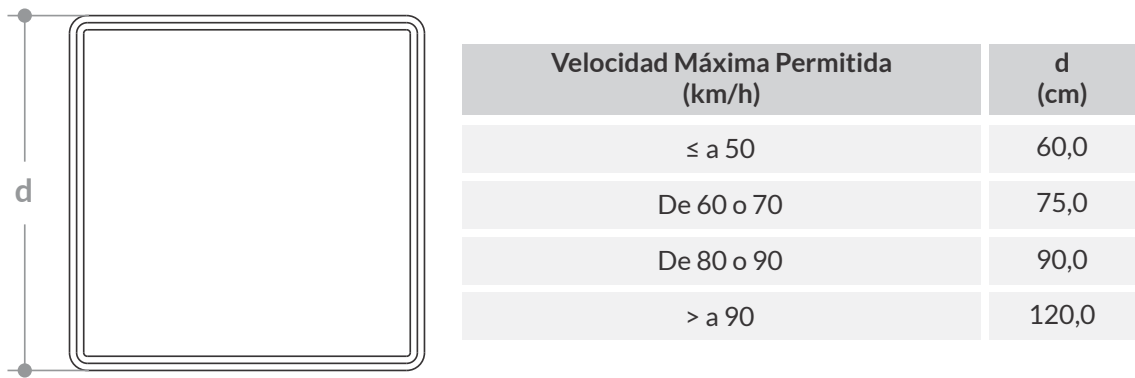 d
Velocidad Máxima Permitida
(km/h)
d
(cm)
≤ a 50
60,0
De 60 o 70
75,0
De 80 o 90
90,0
> a 90
120,0